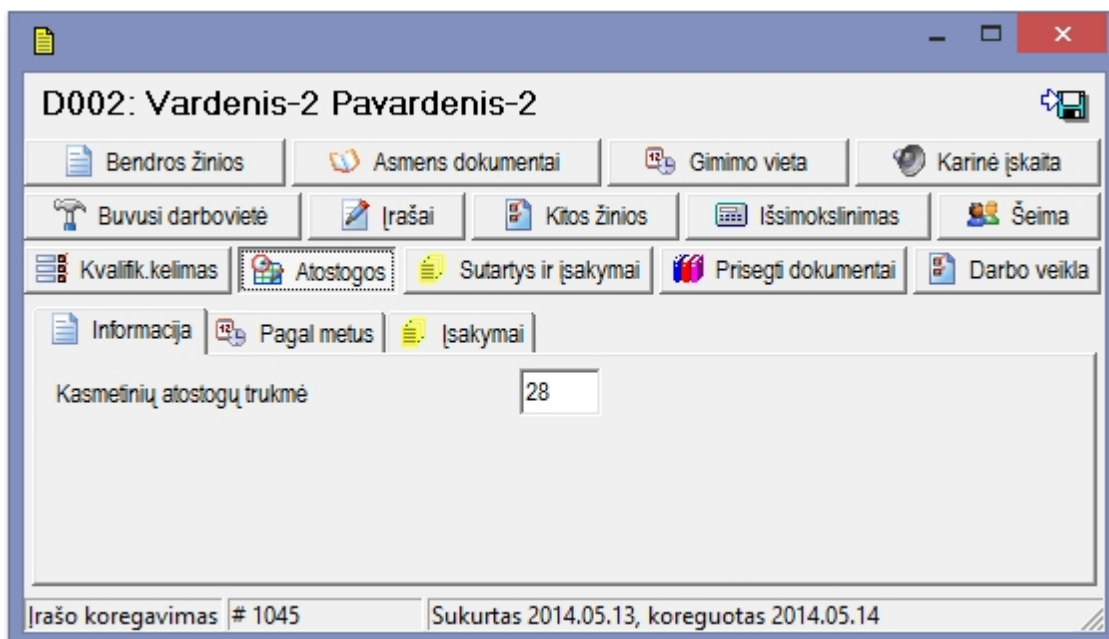 D002: Vardenis-2 Pavardenis-2
Bendros žinios Asmens dokumentai Gimimo vieta Karinė įskaita
Buvusi darbovietė Įrašai Kitos žinios Išsimokslinimas Šeima
Kvalifik.kelimas Atostogos Sutartys ir įsakymai Prisegti dokumentai Darbo veikla
Informacija Pagal metus Įsakymai
Kasmetinių atostogų trukmė 28
Įrašo koregavimas # 1045 Sukurtas 2014.05.13, koreguotas 2014.05.14